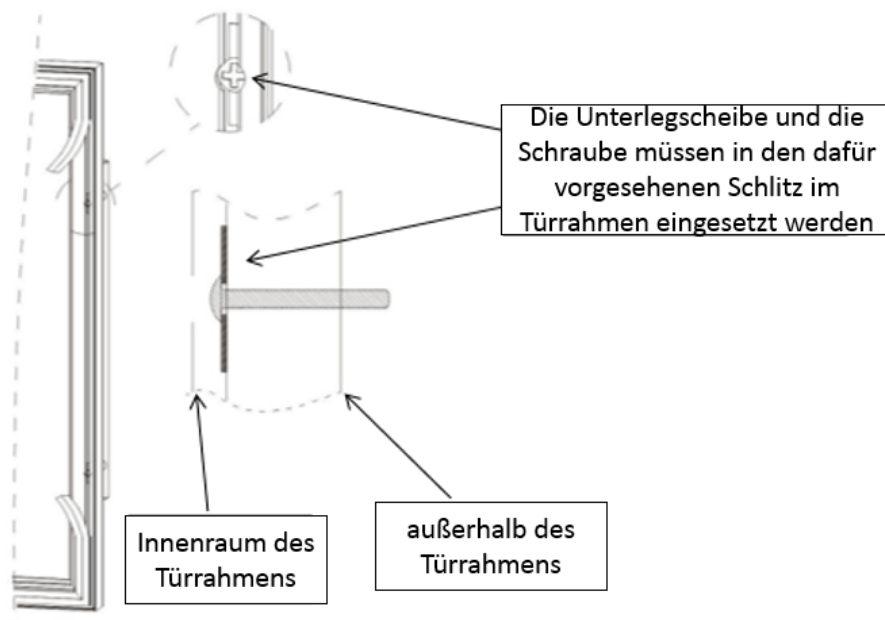 Die Unterlegscheibe und die
Schraube müssen in den dafür
vorgesehenen Schlitz im
Türrahmen eingesetzt werden
Innenraum des
Türrahmens
außerhalb des
Türrahmens